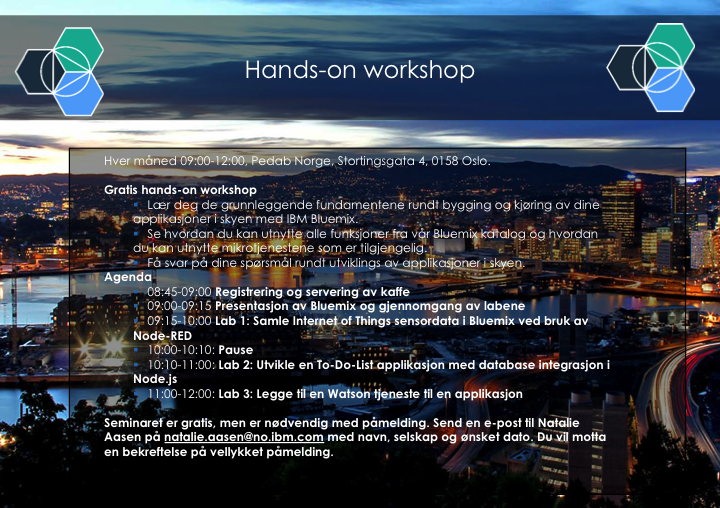 Hands-on workshop
Hver måned 09:00-12:00, Pedab Norge, Stortingsgata 4, 0158 Oslo.
Gratis hands-on workshop
Lær deg de grunnleggende fundamentene rundt bygging og kjøring av dine
applikasjoner i skyen med IBM Bluemix.
Se hvordan du kan utnytte alle funksjoner fra vår Bluemix katalog og hvordan
du kan utnytte mikrotjenestene som er tilgjengelig.
Få svar på dine spørsmål rundt utviklings av applikasjoner i skyen.
Agenda
08:45-09:00 Registrering og servering av kaffe
09:00-09:15 Presentasjon av Bluemix og gjennomgang av labene
09:15-10:00 Lab 1: Samle Internet of Things sensordata i Bluemix ved bruk av
Node-RED
10:00-10:10: Pause
10:10-11:00: Lab 2: Utvikle en To-Do-List applikasjon med database integrasjon i
Node.js
11:00-12:00: Lab 3: Legge til en Watson tjeneste til en applikasjon
Seminaret er gratis, men er nødvendig med påmelding. Send en e-post til Natalie
Aasen på natalie.aasen@no.ibm.com med navn, selskap og ønsket dato. Du vil motta
en bekreftelse på vellykket påmelding.